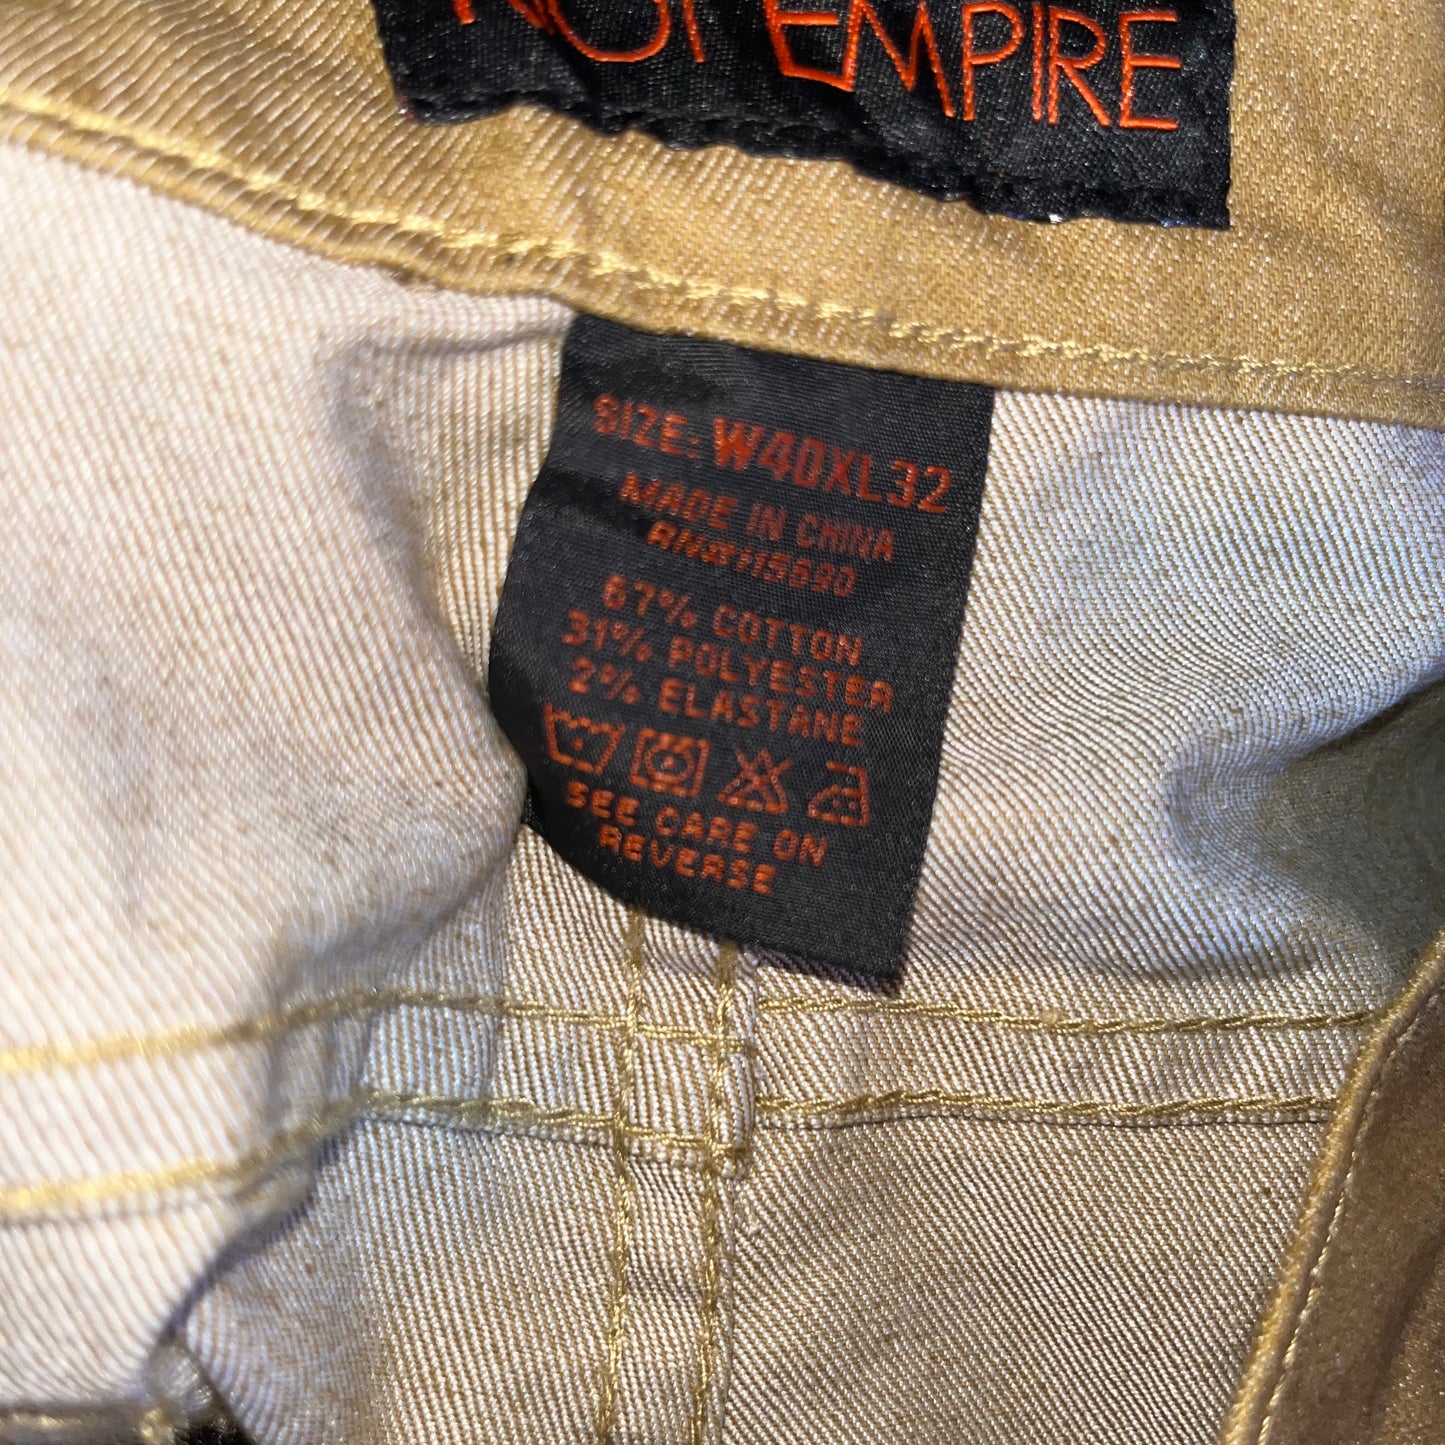 EMPIRE
SIZE: W40XL32
MADE IN CHINA
67% COTTON
31% POLYESTER
2% ELASTANE
SEE CARE ON
REVERSE